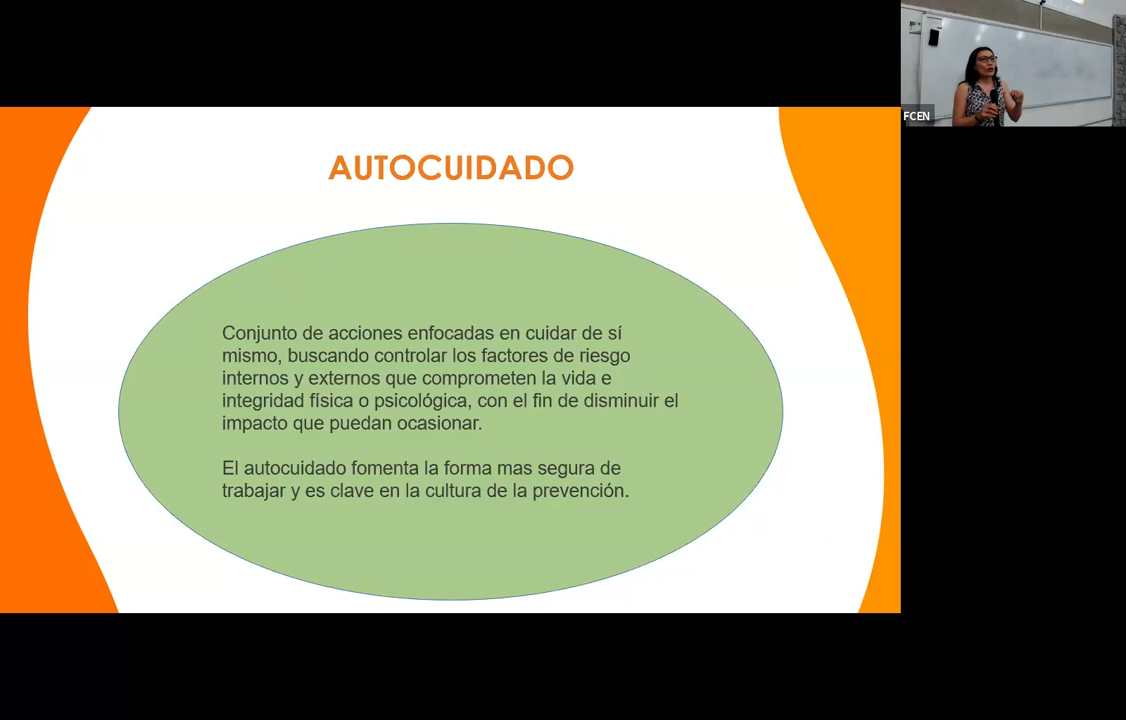 FCEN
AUTOCUIDADO
Conjunto de acciones enfocadas en cuidar de sí
mismo, buscando controlar los factores de riesgo
internos y externos que comprometen la vida e
integridad física o psicológica, con el fin de disminuir el
impacto que puedan ocasionar.
El autocuidado fomenta la forma mas segura de
trabajar y es clave en la cultura de la prevención.